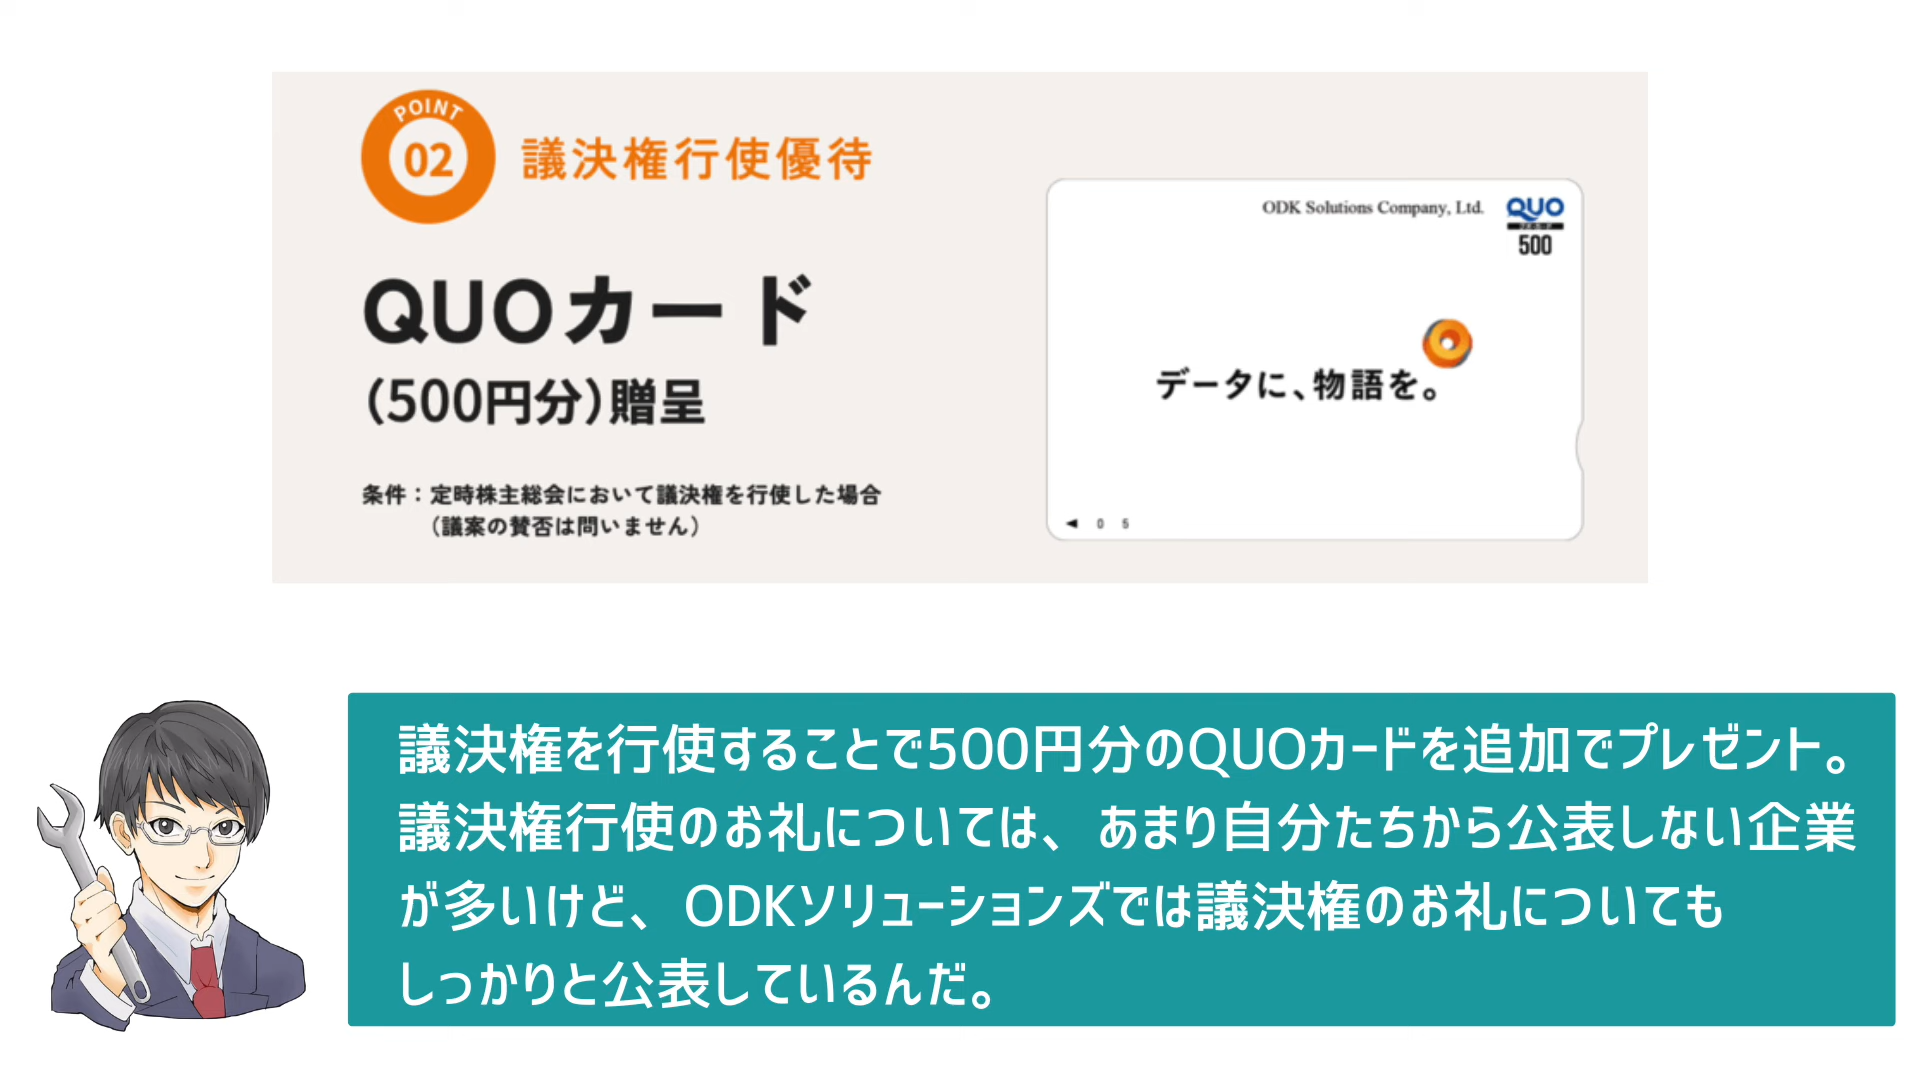 POINT
02
議決権行使優待
QUOカード
(500円分)贈呈
条件：定時株主総会において議決権を行使した場合
(議案の賛否は問いません)
ODK Solutions Company, Ltd.
QUO
500
データに、物語を。
◀ 0 5
議決権を行使することで500円分のQUOカードを追加でプレゼント。
議決権行使のお礼については、あまり自分たちから公表しない企業
が多いけど、ODKソリューションズでは議決権のお礼についても
しっかりと公表しているんだ。